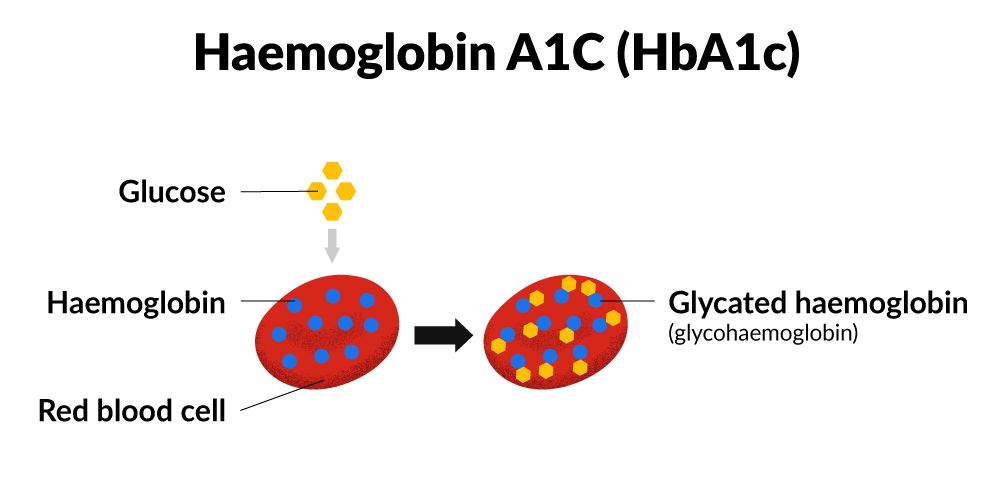 Haemoglobin A1C (HbA1c)
Glucose
Haemoglobin
Glycated haemoglobin
(glycohaemoglobin)
Red blood cell